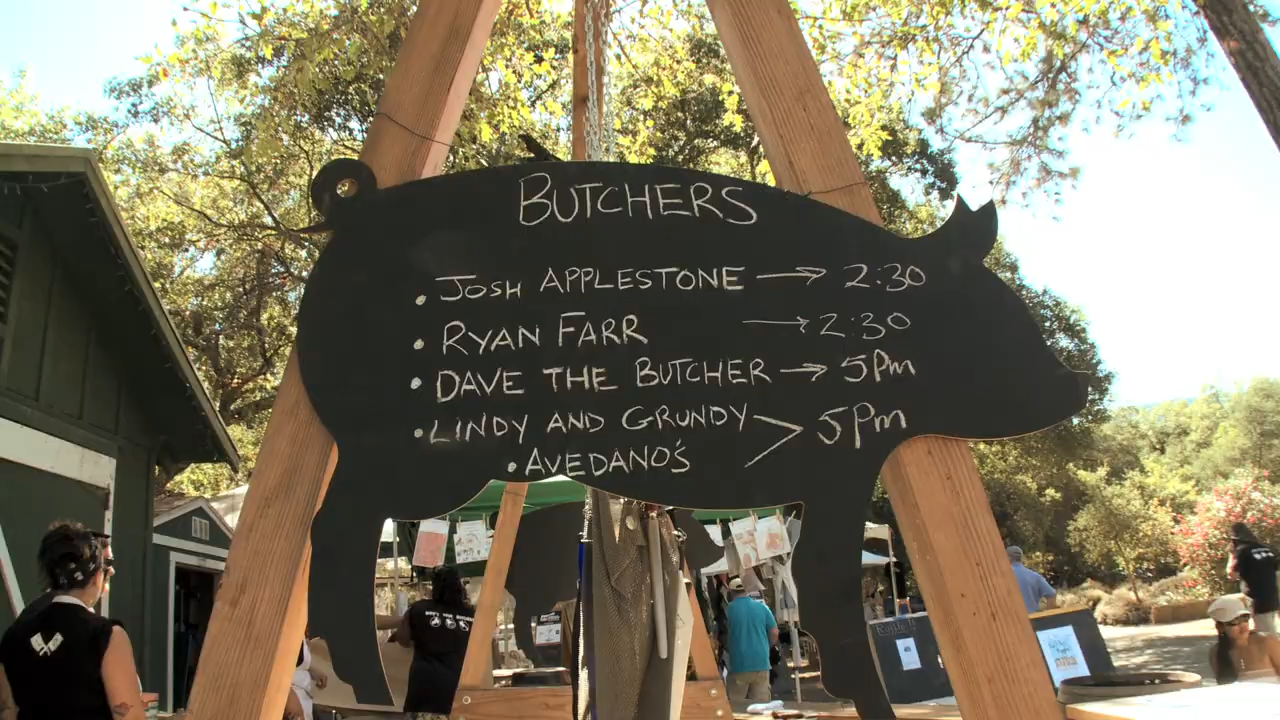 BUTCHERS
• JOSH APPLESTONE → 2:30
• RYAN FARR → 2:30
• DAVE THE BUTCHER → 5Pm
• LINDY AND GRUNDY > 5Pm
• AVEDANO'S